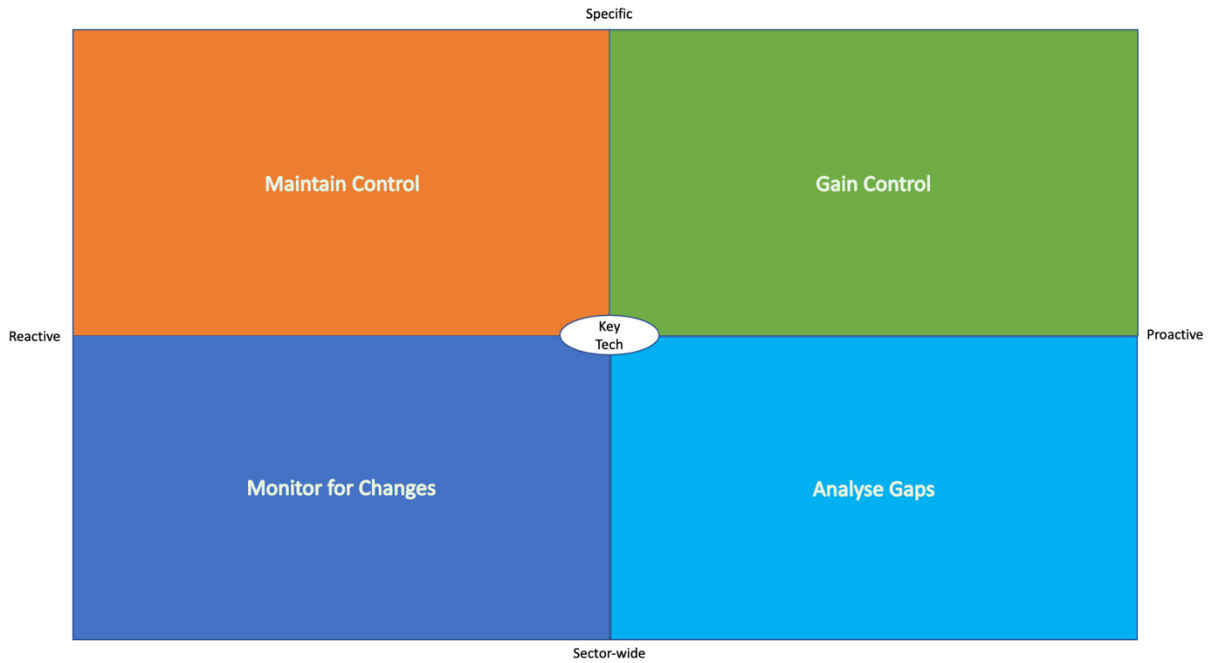 Specific
Maintain Control
Gain Control
Reactive
Key
Tech
Proactive
Monitor for Changes
Analyse Gaps
Sector-wide